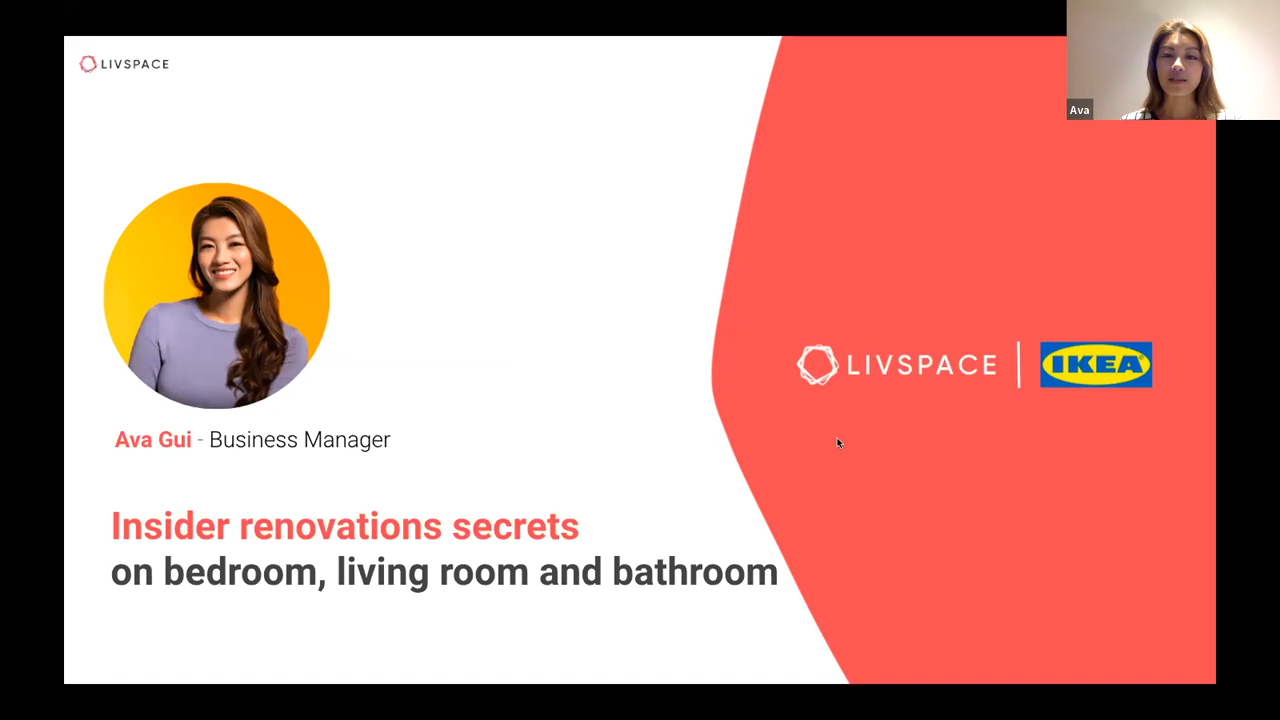 LIVSPACE
Ava
LIVSPACE | IKEA®
Ava Gui - Business Manager
Insider renovations secrets
on bedroom, living room and bathroom